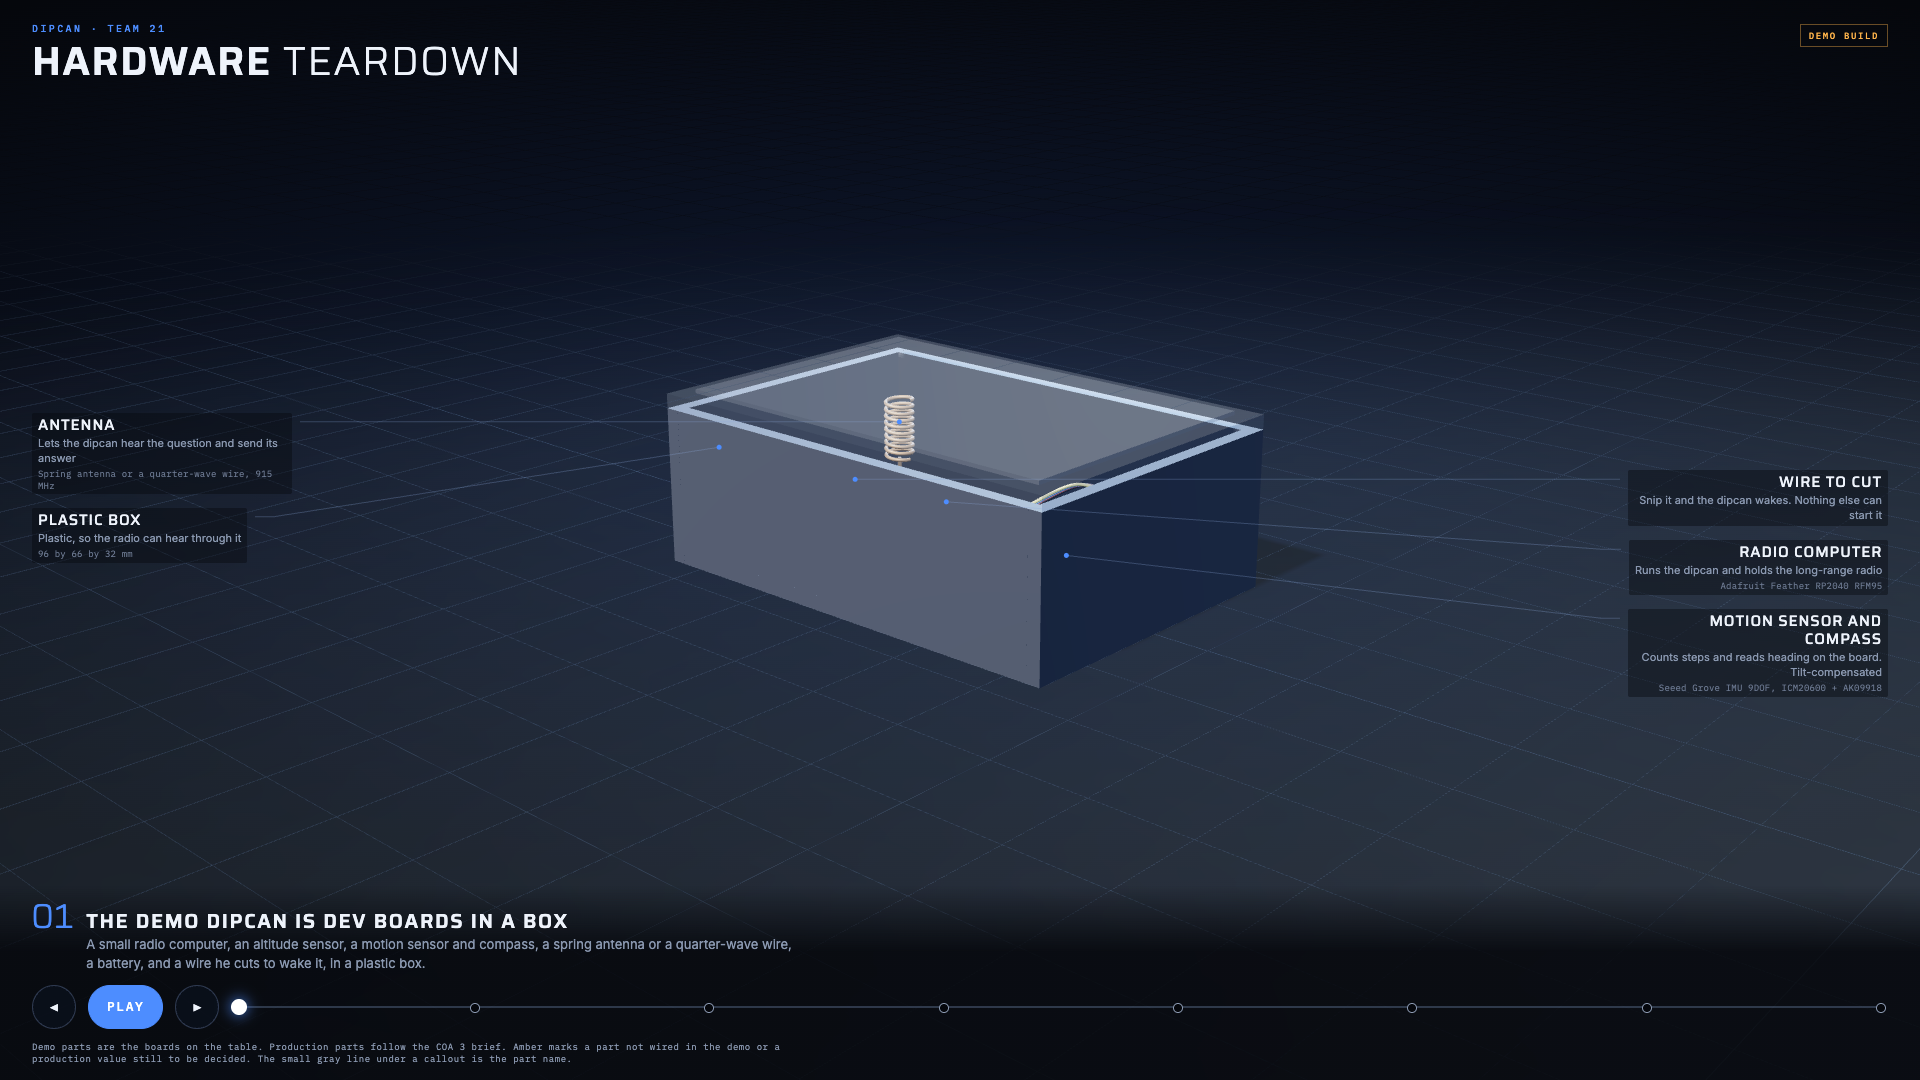 DIPCAN · TEAM 21
HARDWARE TEARDOWN
DEMO BUILD
ANTENNA
Lets the dipcan hear the question and send its
answer
Spring antenna or a quarter-wave wire, 915
MHz
PLASTIC BOX
Plastic, so the radio can hear through it
96 by 66 by 32 mm
WIRE TO CUT
Snip it and the dipcan wakes. Nothing else can
start it
RADIO COMPUTER
Runs the dipcan and holds the long-range radio
Adafruit Feather RP2040 RFM95
MOTION SENSOR AND
COMPASS
Counts steps and reads heading on the board.
Tilt-compensated
Seeed Grove IMU 9DOF, ICM20600 + AK09918
01 THE DEMO DIPCAN IS DEV BOARDS IN A BOX
A small radio computer, an altitude sensor, a motion sensor and compass, a spring antenna or a quarter-wave wire,
a battery, and a wire he cuts to wake it, in a plastic box.
PLAY
Demo parts are the boards on the table. Production parts follow the COA 3 brief. Amber marks a part not wired in the demo or a
production value still to be decided. The small gray line under a callout is the part name.